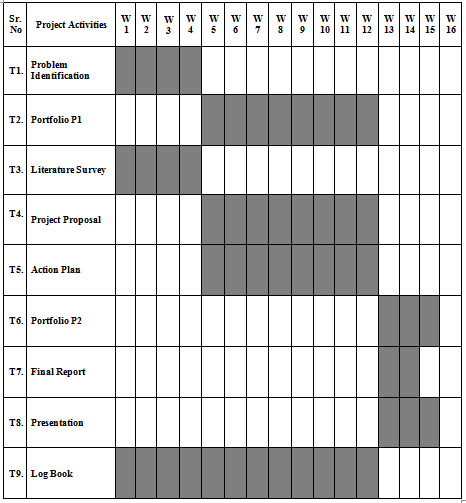 Sr. No Project Activities W 1 W 2 W 3 W 4 W 5 W 6 W 7 W 8 W 9 W 10 W 11 W 12 W 13 W 14 W 15 W 16
T1. Problem Identification
T2. Portfolio P1
T3. Literature Survey
T4. Project Proposal
T5. Action Plan
T6. Portfolio P2
T7. Final Report
T8. Presentation
T9. Log Book